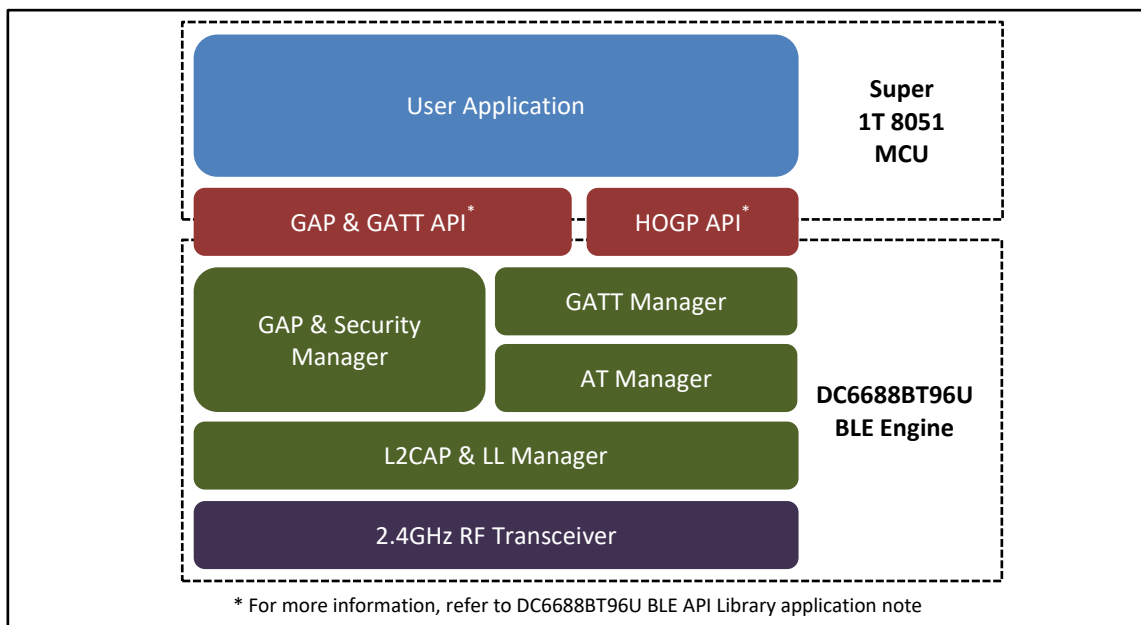 User Application
Super
1T 8051
MCU
GAP & GATT API*
HOGP API*
GAP & Security
Manager
GATT Manager
AT Manager
DC6688BT96U
BLE Engine
L2CAP & LL Manager
2.4GHz RF Transceiver
* For more information, refer to DC6688BT96U BLE API Library application note